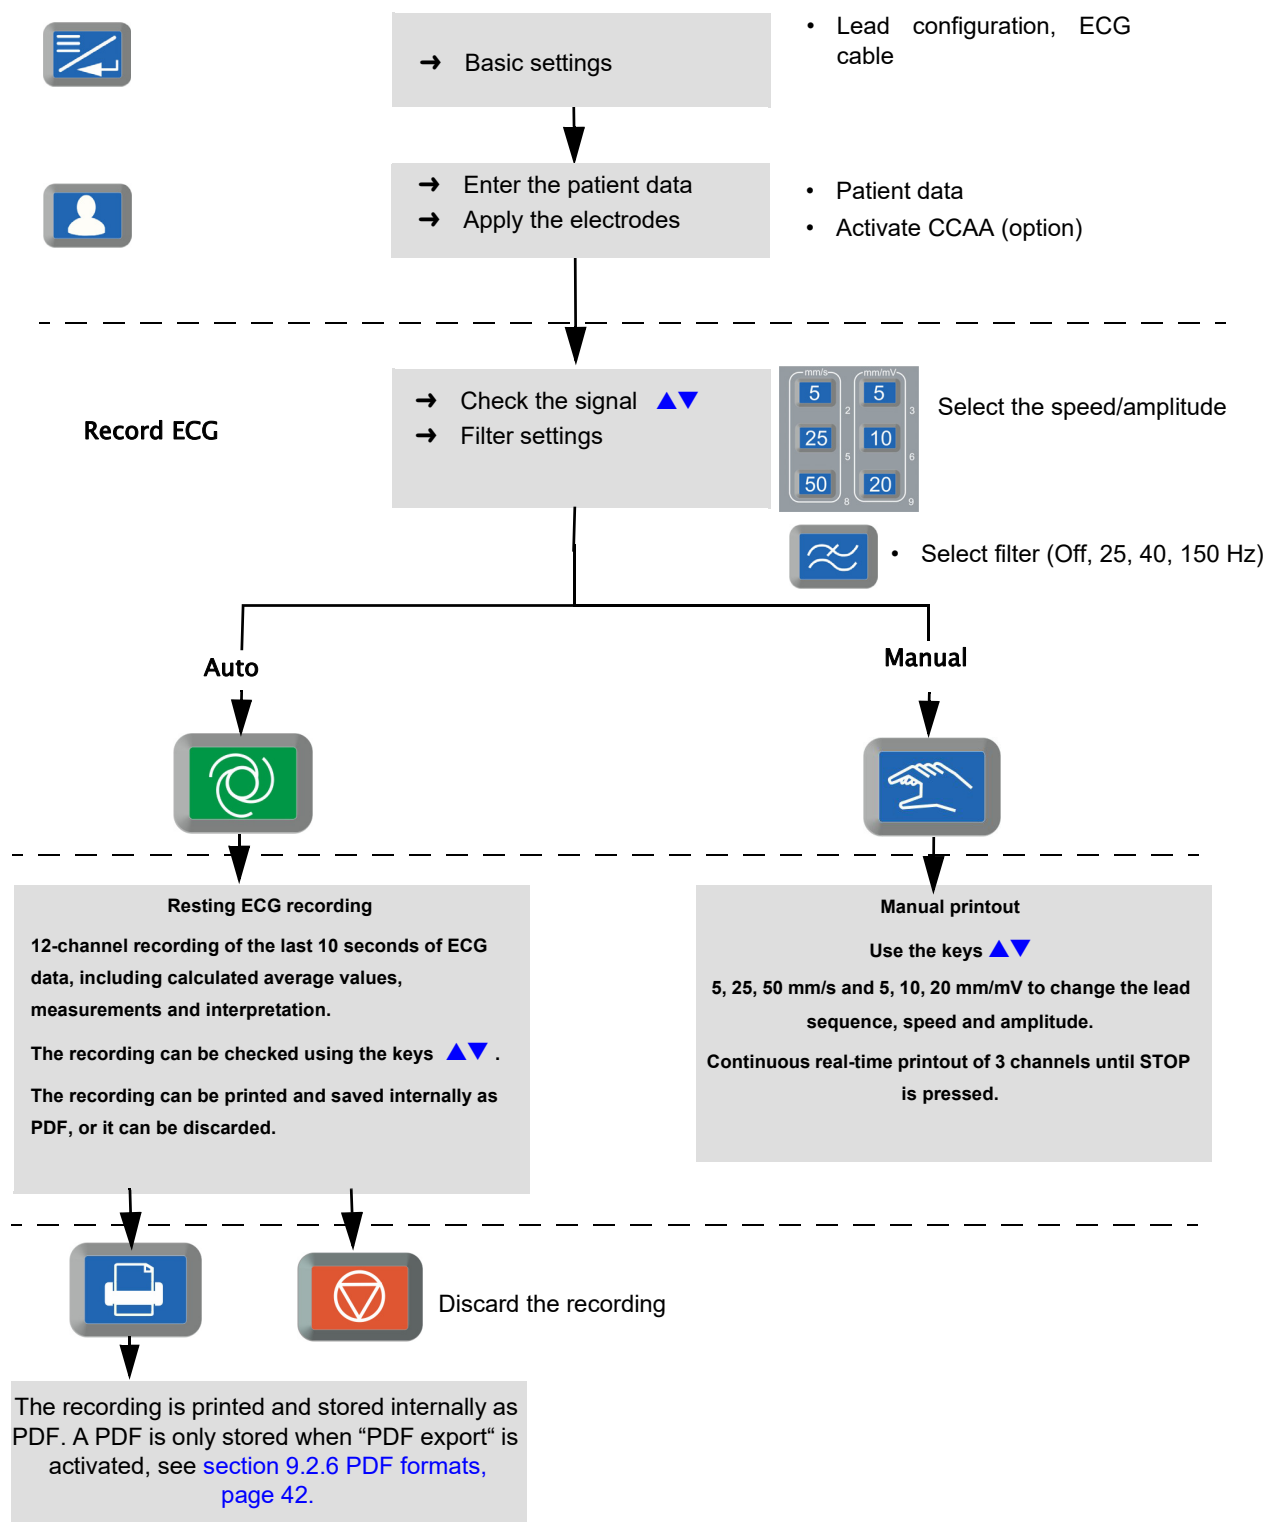 Basic settings
• Lead configuration, ECG
cable
Enter the patient data
Apply the electrodes
• Patient data
• Activate CCAA (option)
Record ECG
Check the signal ▲▼
Filter settings
mm/s mm/mV
5 2 5 3
25 5 10 6
50 8 20 9
Select the speed/amplitude
• Select filter (Off, 25, 40, 150 Hz)
Auto
Manual
Resting ECG recording
12-channel recording of the last 10 seconds of ECG
data, including calculated average values,
measurements and interpretation.
The recording can be checked using the keys ▲▼ .
The recording can be printed and saved internally as
PDF, or it can be discarded.
Manual printout
Use the keys ▲▼
5, 25, 50 mm/s and 5, 10, 20 mm/mV to change the lead
sequence, speed and amplitude.
Continuous real-time printout of 3 channels until STOP
is pressed.
Discard the recording
The recording is printed and stored internally as
PDF. A PDF is only stored when “PDF export“ is
activated, see section 9.2.6 PDF formats,
page 42.